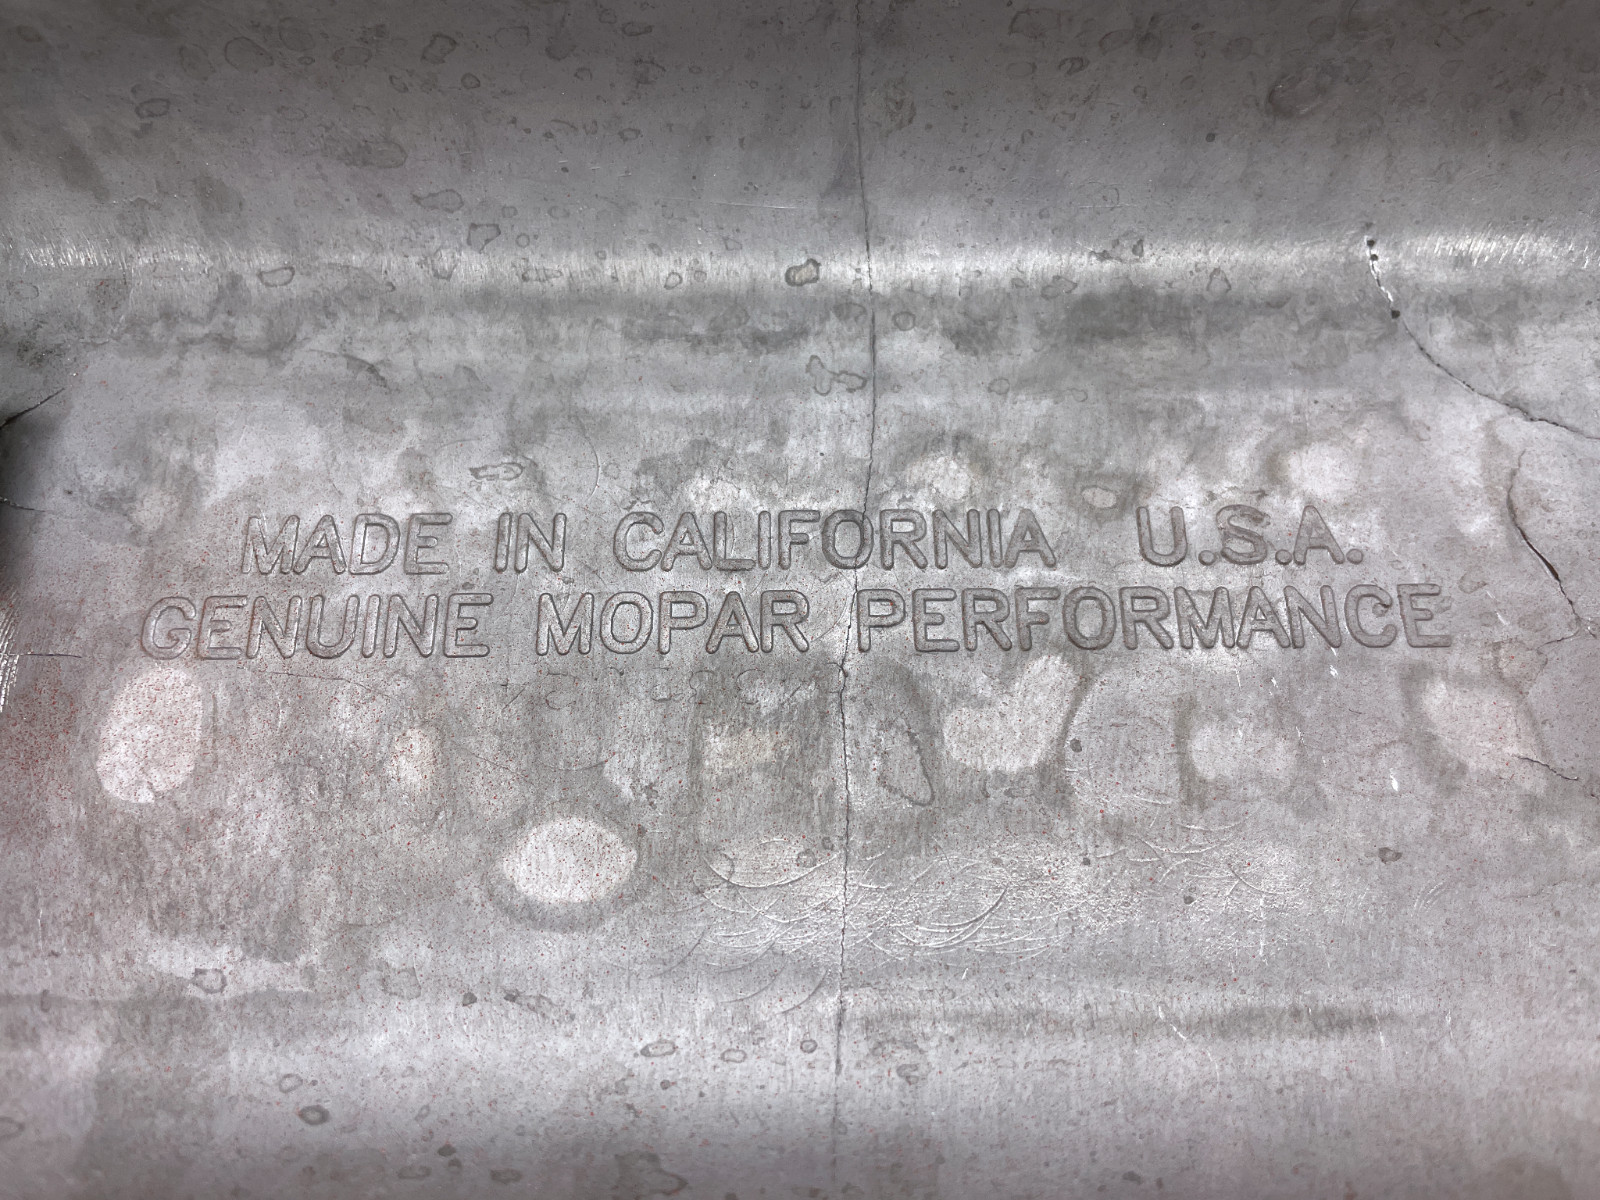 MADE IN CALIFORNIA U.S.A.
GENUINE MOPAR PERFORMANCE